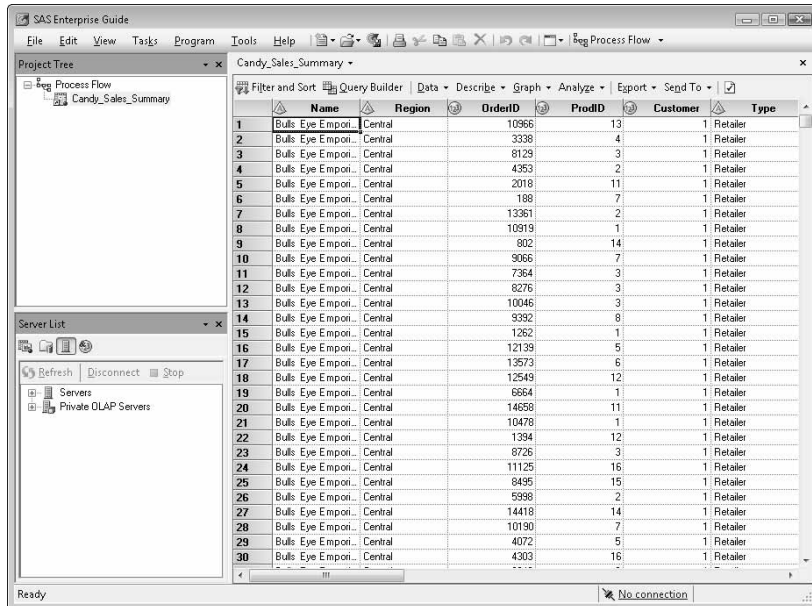 SAS Enterprise Guide
File Edit View Tasks Program Tools Help Process Flow
Project Tree
Process Flow
Candy_Sales_Summary
Server List
Refresh Disconnect Stop
Servers
Private OLAP Servers
Candy_Sales_Summary
Filter and Sort Query Builder Data Describe Graph Analyze Export Send To
Name Region OrderID ProdID Customer Type
1 Bulls Eye Empori... Central 10966 13 1 Retailer
2 Bulls Eye Empori... Central 3338 4 1 Retailer
3 Bulls Eye Empori... Central 8129 3 1 Retailer
4 Bulls Eye Empori... Central 4353 2 1 Retailer
5 Bulls Eye Empori... Central 2018 11 1 Retailer
6 Bulls Eye Empori... Central 188 7 1 Retailer
7 Bulls Eye Empori... Central 13361 2 1 Retailer
8 Bulls Eye Empori... Central 10919 1 1 Retailer
9 Bulls Eye Empori... Central 802 14 1 Retailer
10 Bulls Eye Empori... Central 9066 7 1 Retailer
11 Bulls Eye Empori... Central 7364 3 1 Retailer
12 Bulls Eye Empori... Central 8276 3 1 Retailer
13 Bulls Eye Empori... Central 10046 3 1 Retailer
14 Bulls Eye Empori... Central 9392 8 1 Retailer
15 Bulls Eye Empori... Central 1262 1 1 Retailer
16 Bulls Eye Empori... Central 12139 5 1 Retailer
17 Bulls Eye Empori... Central 13573 6 1 Retailer
18 Bulls Eye Empori... Central 12549 12 1 Retailer
19 Bulls Eye Empori... Central 6664 1 1 Retailer
20 Bulls Eye Empori... Central 14658 11 1 Retailer
21 Bulls Eye Empori... Central 10478 1 1 Retailer
22 Bulls Eye Empori... Central 1394 12 1 Retailer
23 Bulls Eye Empori... Central 8726 3 1 Retailer
24 Bulls Eye Empori... Central 11125 16 1 Retailer
25 Bulls Eye Empori... Central 8495 15 1 Retailer
26 Bulls Eye Empori... Central 5998 2 1 Retailer
27 Bulls Eye Empori... Central 14418 14 1 Retailer
28 Bulls Eye Empori... Central 10190 7 1 Retailer
29 Bulls Eye Empori... Central 4072 5 1 Retailer
30 Bulls Eye Empori... Central 4303 16 1 Retailer
Ready
No connection